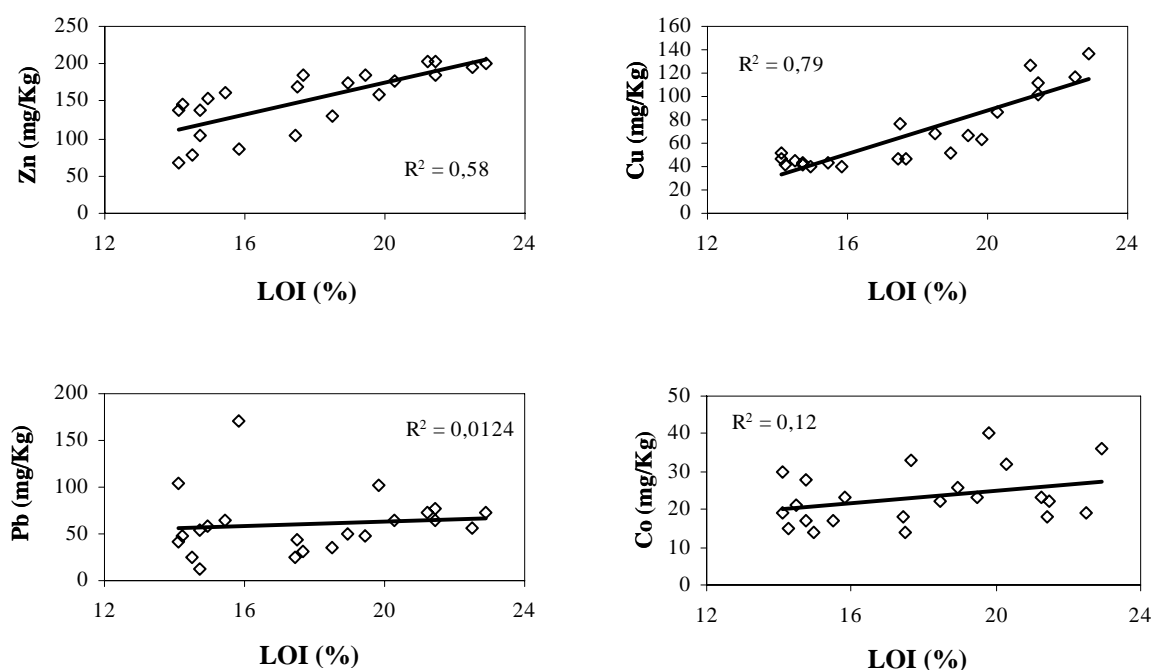 Zn (mg/Kg)
250
200
150
100
50
0
R² = 0,58
12 16 20 24
LOI (%)
Cu (mg/Kg)
160
140
120
100
80
60
40
20
0
R² = 0,79
12 16 20 24
LOI (%)
Pb (mg/Kg)
200
150
100
50
0
R² = 0,0124
12 16 20 24
LOI (%)
Co (mg/Kg)
50
40
30
20
10
0
R² = 0,12
12 16 20 24
LOI (%)